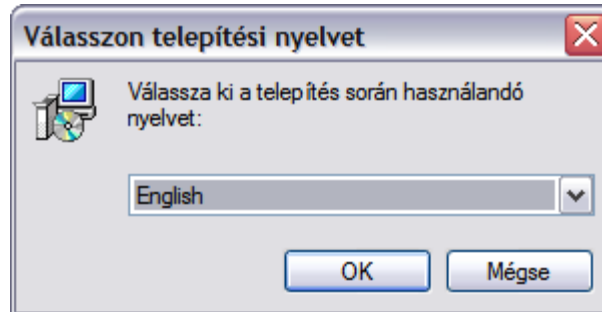 Válasszon telepítési nyelvet
Válassza ki a telepítés során használandó
nyelvet:
English
OK
Mégse